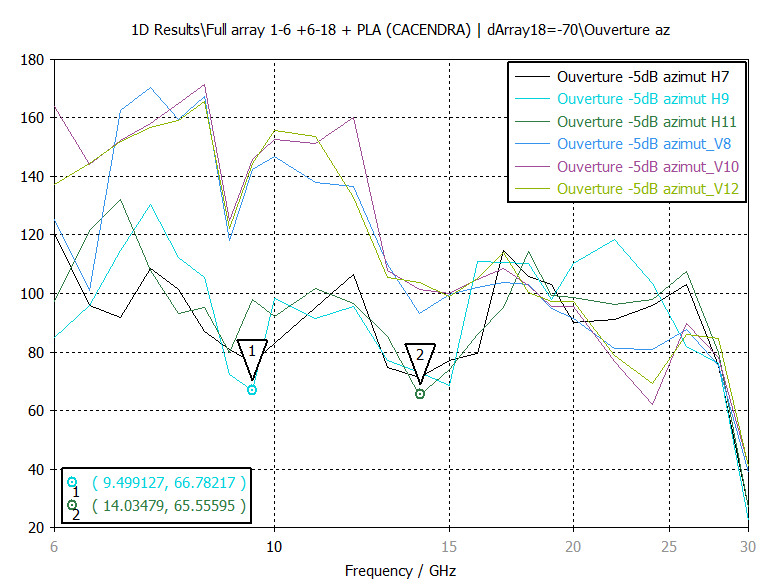 1D Results\Full array 1-6 +6-18 + PLA (CACENDRA) | dArray18=-70\Ouverture az
180
160
140
120
100
80
60
40
20
Ouverture -5dB azimut H7
Ouverture -5dB azimut H9
Ouverture -5dB azimut H11
Ouverture -5dB azimut_V8
Ouverture -5dB azimut_V10
Ouverture -5dB azimut_V12
1
2
1 ( 9.499127, 66.78217 )
2 ( 14.03479, 65.55595 )
6 10 15 20 25 30
Frequency / GHz